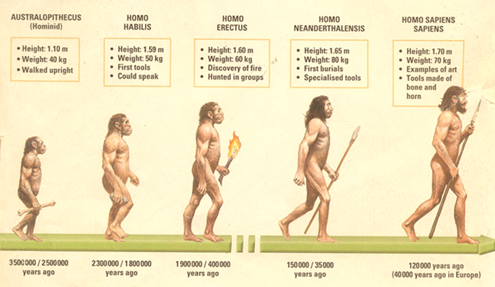 AUSTRALOPITHECUS
(Hominid)
• Height: 1.10 m
• Weight: 40 kg
• Walked upright
HOMO
HABILIS
• Height: 1.59 m
• Weight: 50 kg
• First tools
• Could speak
HOMO
ERECTUS
• Height: 1.60 m
• Weight: 60 kg
• Discovery of fire
• Hunted in groups
HOMO
NEANDERTHALENSIS
• Height: 1.65 m
• Weight: 80 kg
• First burials
• Specialised tools
HOMO SAPIENS
SAPIENS
• Height: 1.70 m
• Weight: 70 kg
• Examples of art
• Tools made of
bone and
horn
3500000 / 2500000
years ago
2300000 / 1800000
years ago
1900000 / 400000
years ago
150000 / 35000
years ago
120000 years ago
(40000 years ago in Europe)